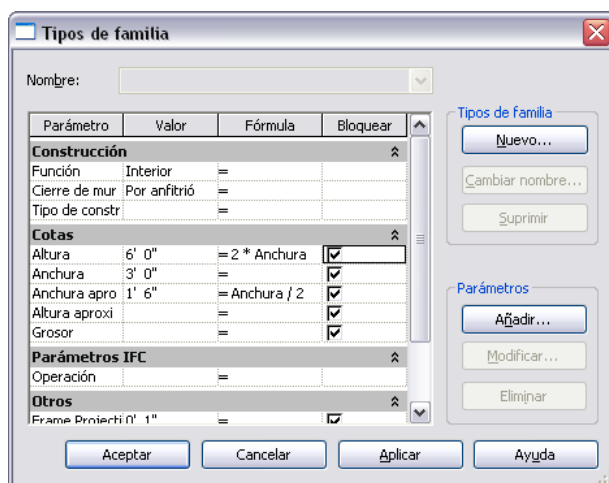 Tipos de familia
Nombre:
Parámetro Valor Fórmula Bloquear
Construcción
Función Interior =
Cierre de mur Por anfitrió =
Tipo de constr =
Cotas
Altura 6' 0" = 2 * Anchura
Anchura 3' 0" =
Anchura apro 1' 6" = Anchura / 2
Altura aproxi =
Grosor =
Parámetros IFC
Operación =
Otros
Frame Projecti 0' 1" =
Tipos de familia
Nuevo...
Cambiar nombre...
Suprimir
Parámetros
Añadir...
Modificar...
Eliminar
Aceptar Cancelar Aplicar Ayuda